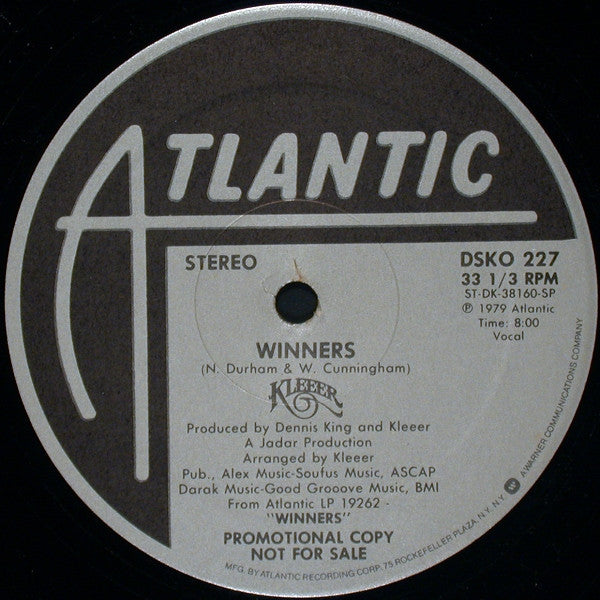 ATLANTIC
STEREO
DSKO 227
33 1/3 RPM
ST-DK-38160-SP
Ⓟ 1979 Atlantic
Time: 8:00
Vocal
WINNERS
(N. Durham & W. Cunningham)
KLEEER
Produced by Dennis King and Kleeer
A Jadar Production
Arranged by Kleeer
Pub., Alex Music-Soufus Music, ASCAP
Darak Music-Good Grooove Music, BMI
From Atlantic LP 19262 -
"WINNERS"
PROMOTIONAL COPY
NOT FOR SALE
MFG. BY ATLANTIC RECORDING CORP. 75 ROCKEFELLER PLAZA, N.Y. N.Y. W A WARNER COMMUNICATIONS COMPANY